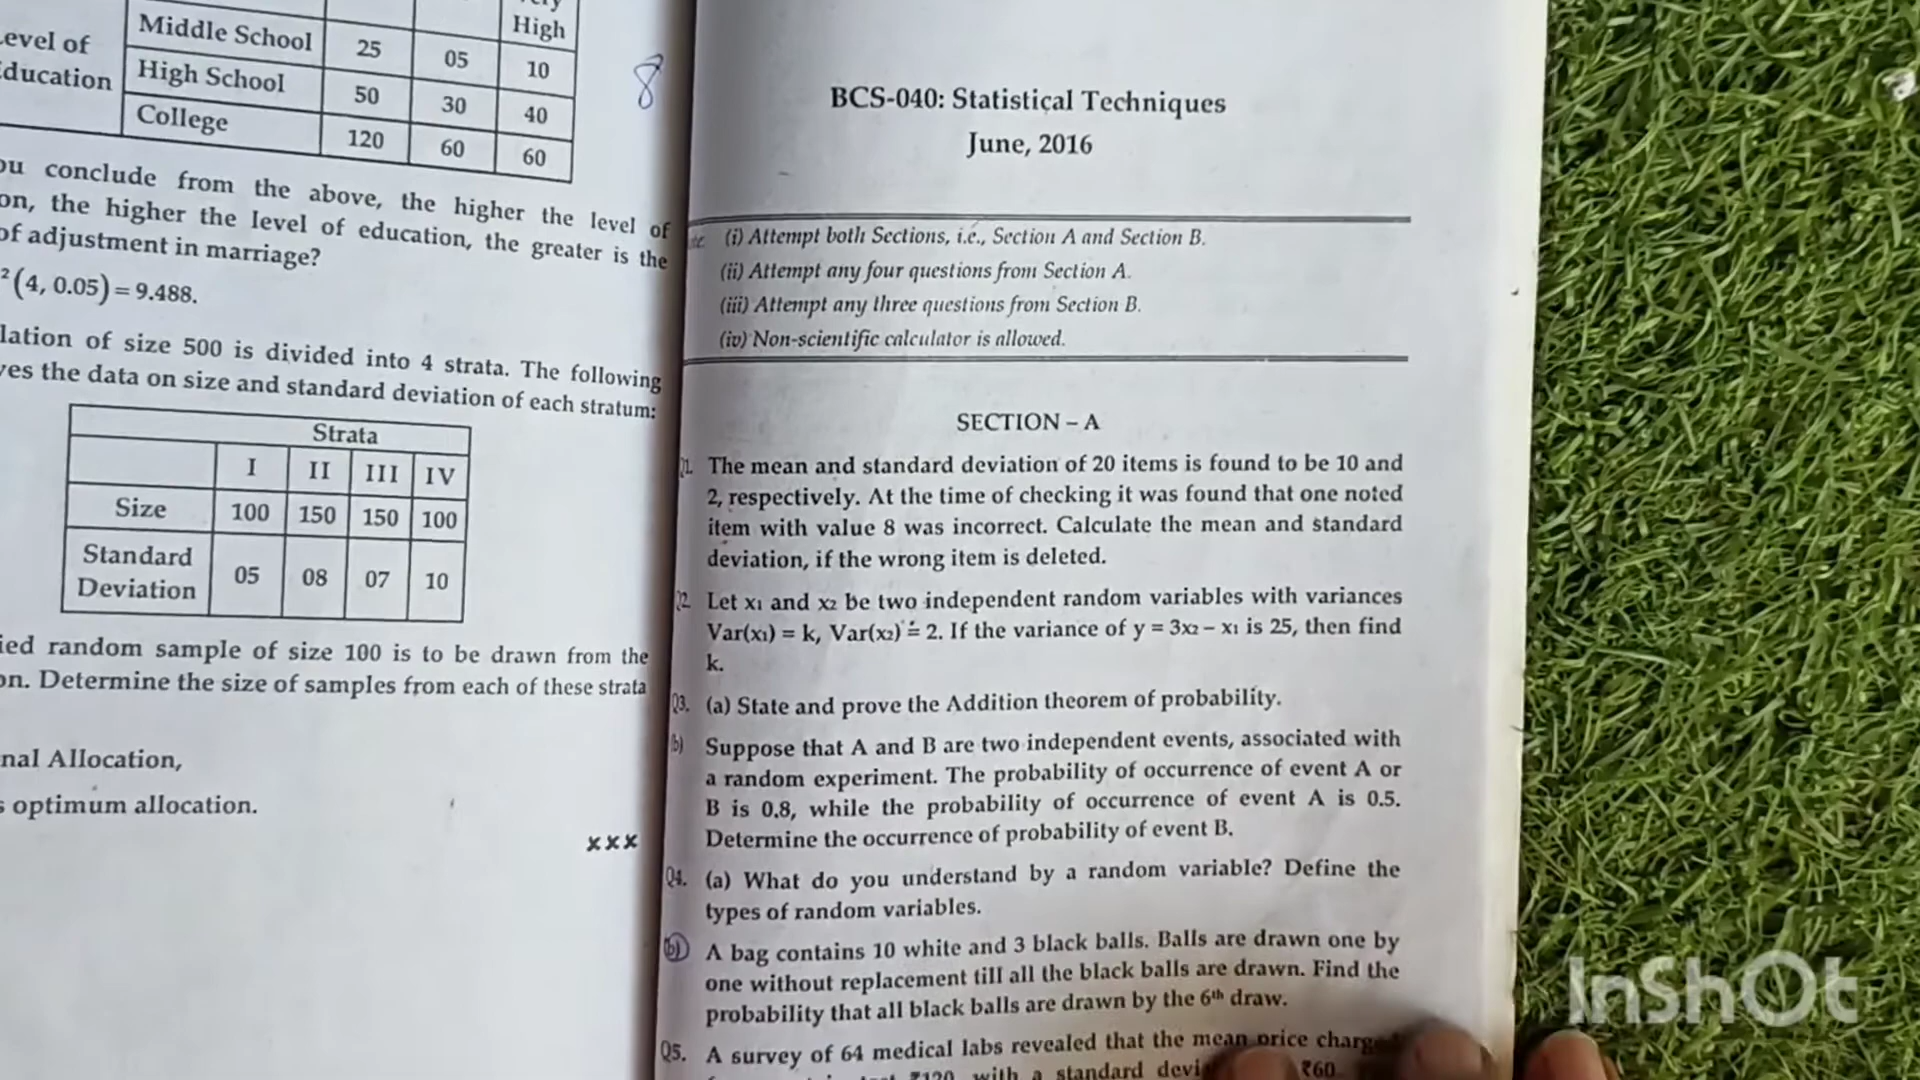 High
Level of
Education
Middle School 25 05 10
High School 50 30 40
College 120 60 60
8
you conclude from the above, the higher the level of
on, the higher the level of education, the greater is the
of adjustment in marriage?
²(4, 0.05) = 9.488.
lation of size 500 is divided into 4 strata. The following
ves the data on size and standard deviation of each stratum:
Strata
I II III IV
Size 100 150 150 100
Standard
Deviation 05 08 07 10
ied random sample of size 100 is to be drawn from the
on. Determine the size of samples from each of these strata
nal Allocation,
s optimum allocation.
×××
BCS-040: Statistical Techniques
June, 2016
(i) Attempt both Sections, i.e., Section A and Section B.
(ii) Attempt any four questions from Section A.
(iii) Attempt any three questions from Section B.
(iv) Non-scientific calculator is allowed.
SECTION – A
Q1. The mean and standard deviation of 20 items is found to be 10 and
2, respectively. At the time of checking it was found that one noted
item with value 8 was incorrect. Calculate the mean and standard
deviation, if the wrong item is deleted.
Q2 Let x1 and x2 be two independent random variables with variances
Var(x1) = k, Var(x2) = 2. If the variance of y = 3x2 – x1 is 25, then find
k.
Q3. (a) State and prove the Addition theorem of probability.
b) Suppose that A and B are two independent events, associated with
a random experiment. The probability of occurrence of event A or
B is 0.8, while the probability of occurrence of event A is 0.5.
Determine the occurrence of probability of event B.
Q4. (a) What do you understand by a random variable? Define the
types of random variables.
(b) A bag contains 10 white and 3 black balls. Balls are drawn one by
one without replacement till all the black balls are drawn. Find the
probability that all black balls are drawn by the 6th draw.
Q5. A survey of 64 medical labs revealed that the mean price charge
₹120 with a standard devi ₹60
InShOt